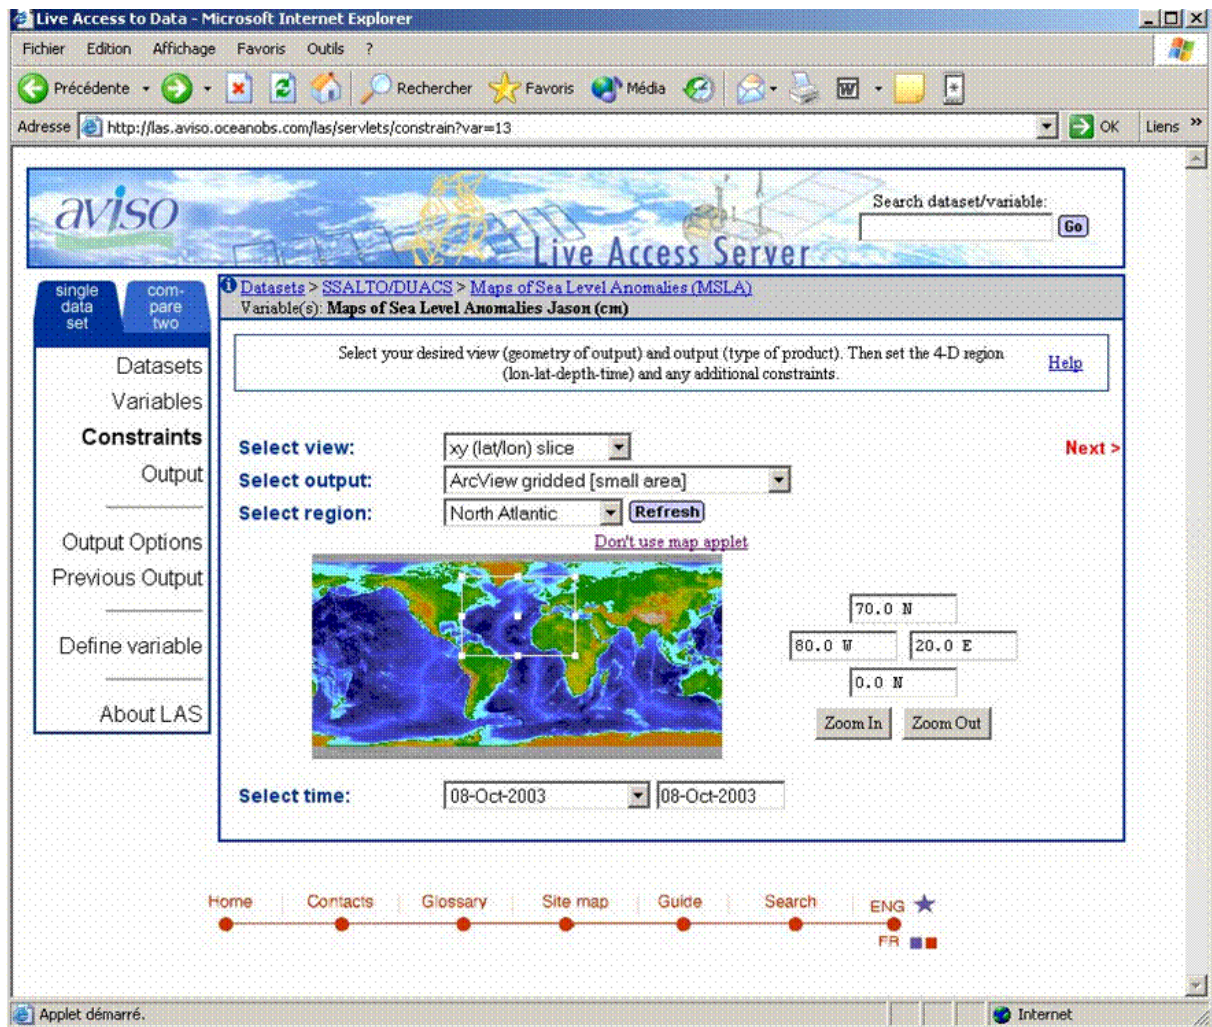 Live Access to Data - Microsoft Internet Explorer
Fichier Edition Affichage Favoris Outils ?
Précédente Rechercher Favoris Média
Adresse http://las.aviso.oceanobs.com/las/servlets/constrain?var=13 OK Liens »
aviso
Live Access Server
Search dataset/variable:
Go
single data set
com-pare two
Datasets > SSALTO/DUACS > Maps of Sea Level Anomalies (MSLA)
Variable(s): Maps of Sea Level Anomalies Jason (cm)
Select your desired view (geometry of output) and output (type of product). Then set the 4-D region
(lon-lat-depth-time) and any additional constraints.
Help
Datasets
Variables
Constraints
Output
Output Options
Previous Output
Define variable
About LAS
Select view: xy (lat/lon) slice
Next >
Select output: ArcView gridded [small area]
Select region: North Atlantic Refresh
Don't use map applet
70.0 N
80.0 W 20.0 E
0.0 N
Zoom In Zoom Out
Select time: 08-Oct-2003 08-Oct-2003
Home Contacts Glossary Site map Guide Search ENG
FR
Applet démarré. Internet